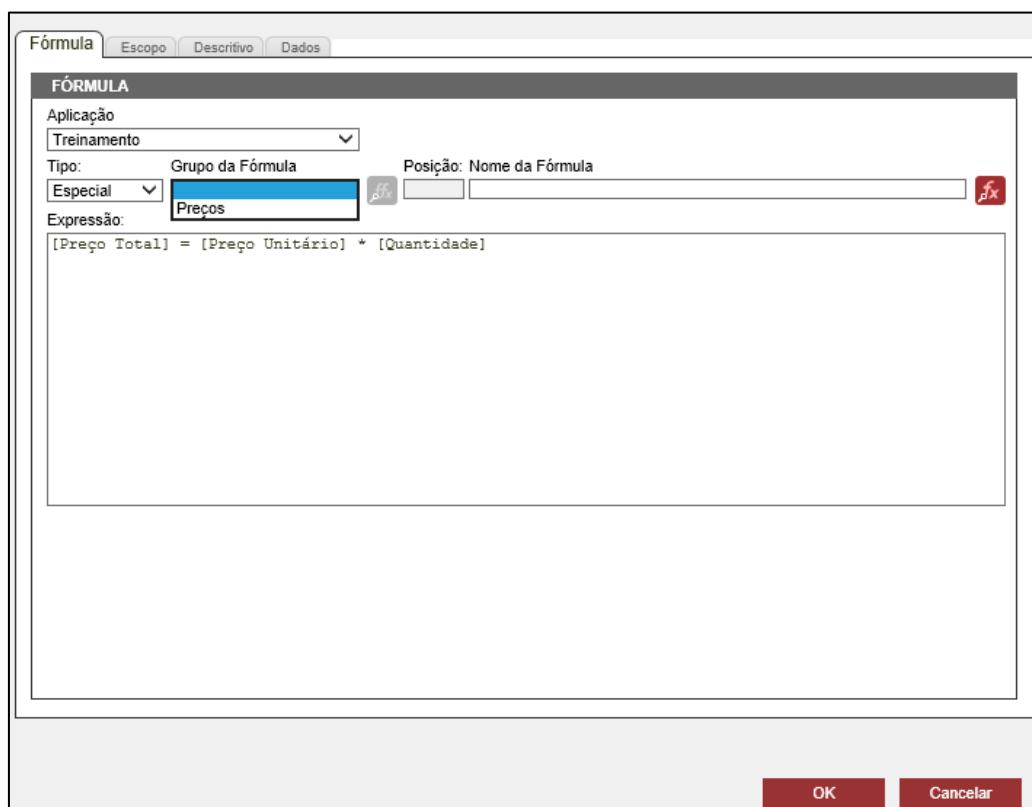 Fórmula Escopo Descritivo Dados
FÓRMULA
Aplicação
Treinamento
Tipo: Grupo da Fórmula Posição: Nome da Fórmula
Especial
Preços
Expressão:
[Preço Total] = [Preço Unitário] * [Quantidade]
OK Cancelar